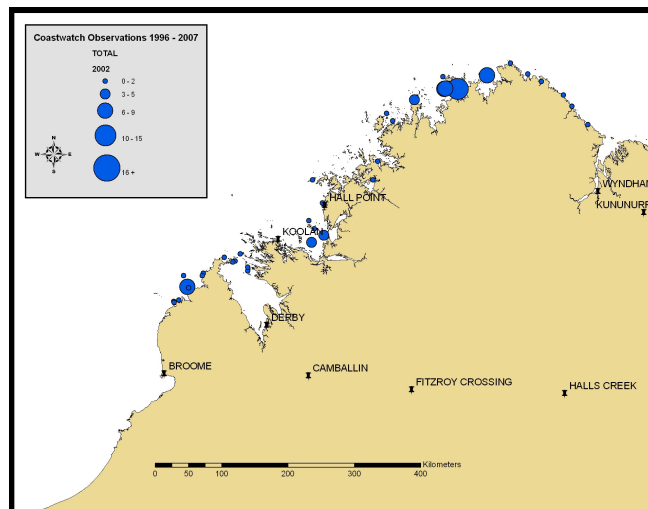 Coastwatch Observations 1996 - 2007
TOTAL
2002
0 - 2
3 - 5
6 - 9
10 - 15
16 +
N
W E
S
WYNDHAM
KUNUNURR
HALL POINT
KOOLAN
DERBY
BROOME
CAMBALLIN
FITZROY CROSSING
HALLS CREEK
Kilometers
0 50 100 200 300 400